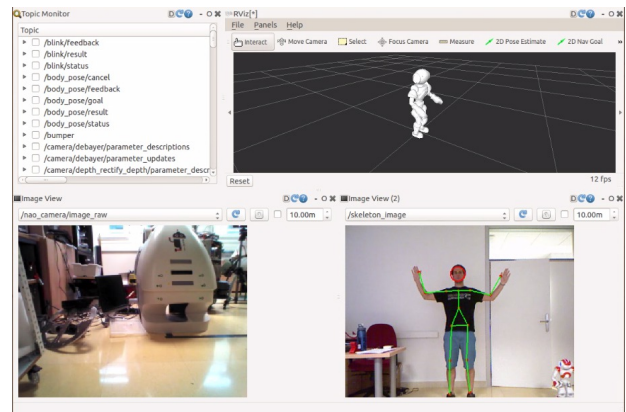 Topic Monitor
Topic
/blink/feedback
/blink/result
/blink/status
/body_pose/cancel
/body_pose/feedback
/body_pose/goal
/body_pose/result
/body_pose/status
/bumper
/camera/debayer/parameter_descriptions
/camera/debayer/parameter_updates
/camera/depth_rectify_depth/parameter_descr
RViz[*]
File Panels Help
Interact Move Camera Select Focus Camera Measure 2D Pose Estimate 2D Nav Goal »
Reset 12 fps
Image View
/nao_camera/image_raw 10.00m
Image View (2)
/skeleton_image 10.00m